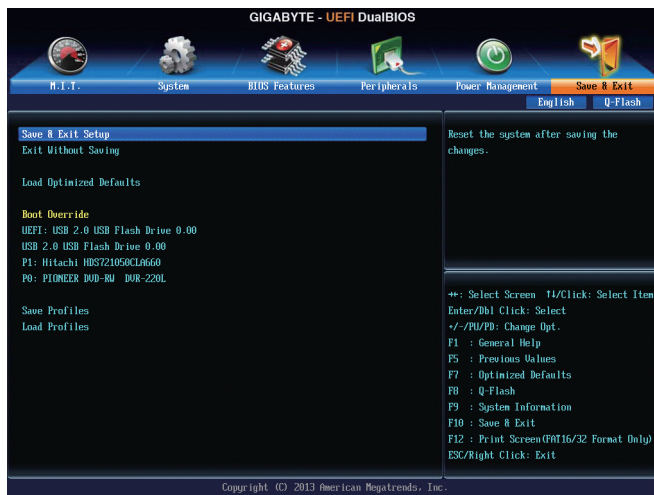 GIGABYTE - UEFI DualBIOS
M.I.T.
System
BIOS Features
Peripherals
Power Management
Save & Exit
English
Q-Flash
Save & Exit Setup
Exit Without Saving
Load Optimized Defaults
Boot Override
UEFI: USB 2.0 USB Flash Drive 0.00
USB 2.0 USB Flash Drive 0.00
P1: Hitachi HDS721050CLA660
P0: PIONEER DVD-RW DVR-220L
Save Profiles
Load Profiles
Reset the system after saving the
changes.
→←: Select Screen ↑↓/Click: Select Item
Enter/Dbl Click: Select
+/-/PU/PD: Change Opt.
F1 : General Help
F5 : Previous Values
F7 : Optimized Defaults
F8 : Q-Flash
F9 : System Information
F10 : Save & Exit
F12 : Print Screen(FAT16/32 Format Only)
ESC/Right Click: Exit
Copyright (C) 2013 American Megatrends, Inc.